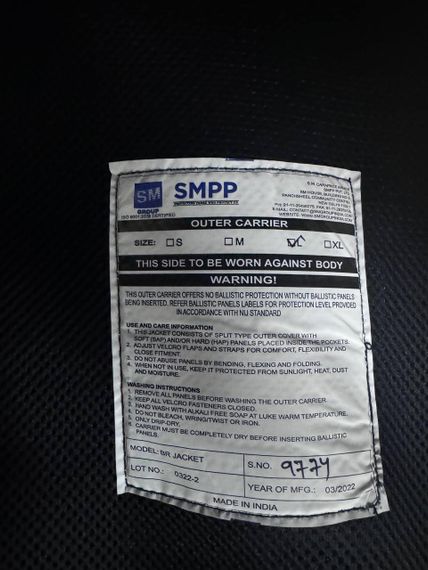 SM
GROUP
ISO 9001:2015 CERTIFIED
SMPP
SMPP PVT. LTD.
OUTER CARRIER
SIZE: S M L XL
THIS SIDE TO BE WORN AGAINST BODY
WARNING!
THIS OUTER CARRIER OFFERS NO BALLISTIC PROTECTION WITHOUT BALLISTIC PANELS
BEING INSERTED. REFER BALLISTIC PANELS LABELS FOR PROTECTION LEVEL PROVIDED
IN ACCORDANCE WITH NIJ STANDARD
USE AND CARE INFORMATION
1. THIS JACKET CONSISTS OF SPLIT TYPE OUTER COVER WITH
SOFT (SAP) AND/OR HARD (HAP) PANELS PLACED INSIDE THE POCKETS.
2. ADJUST VELCRO FLAPS AND STRAPS FOR COMFORT, FLEXIBILITY AND
CLOSE FITMENT.
3. DO NOT ABUSE PANELS BY BENDING, FLEXING AND FOLDING.
4. WHEN NOT IN USE, KEEP IT PROTECTED FROM SUNLIGHT, HEAT, DUST
AND MOISTURE.
WASHING INSTRUCTIONS
1. REMOVE ALL PANELS BEFORE WASHING THE OUTER CARRIER.
2. KEEP ALL VELCRO FASTENERS CLOSED.
3. HAND WASH WITH ALKALI FREE SOAP AT LUKE WARM TEMPERATURE.
4. DO NOT BLEACH, WRING/TWIST OR IRON.
5. ONLY DRIP-DRY.
6. CARRIER MUST BE COMPLETELY DRY BEFORE INSERTING BALLISTIC
PANELS.
MODEL: BR JACKET
S.NO. 9774
LOT NO.: 0322-2
YEAR OF MFG.: 03/2022
MADE IN INDIA